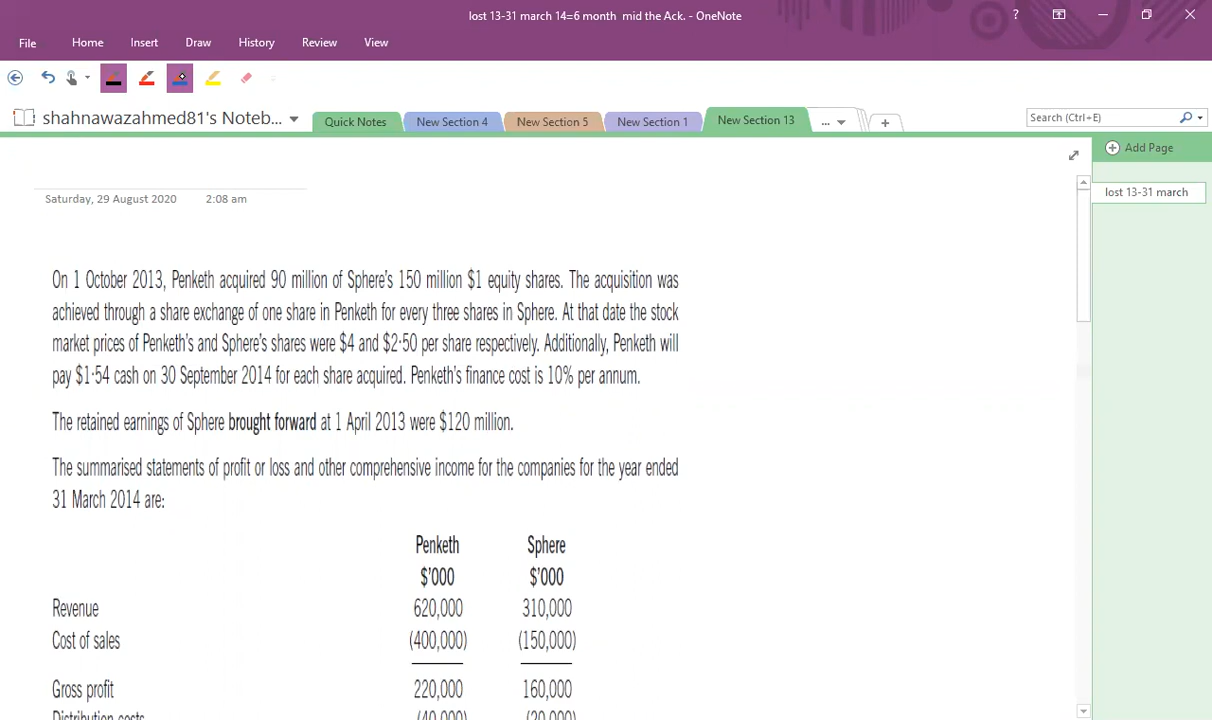 lost 13-31 march 14=6 month  mid the Ack. - OneNote
?
File
Home
Insert
Draw
History
Review
View
shahnawazahmed81's Noteb...
Quick Notes
New Section 4
New Section 5
New Section 1
New Section 13
...
+
Search (Ctrl+E)
Add Page
lost 13-31 march
Saturday, 29 August 2020    2:08 am
On 1 October 2013, Penketh acquired 90 million of Sphere's 150 million $1 equity shares. The acquisition was
achieved through a share exchange of one share in Penketh for every three shares in Sphere. At that date the stock
market prices of Penketh's and Sphere's shares were $4 and $2·50 per share respectively. Additionally, Penketh will
pay $1·54 cash on 30 September 2014 for each share acquired. Penketh's finance cost is 10% per annum.
The retained earnings of Sphere brought forward at 1 April 2013 were $120 million.
The summarised statements of profit or loss and other comprehensive income for the companies for the year ended
31 March 2014 are:
Penketh    Sphere
$'000    $'000
Revenue    620,000    310,000
Cost of sales    (400,000)    (150,000)
Gross profit    220,000    160,000
Distribution costs    (40,000)    (20,000)